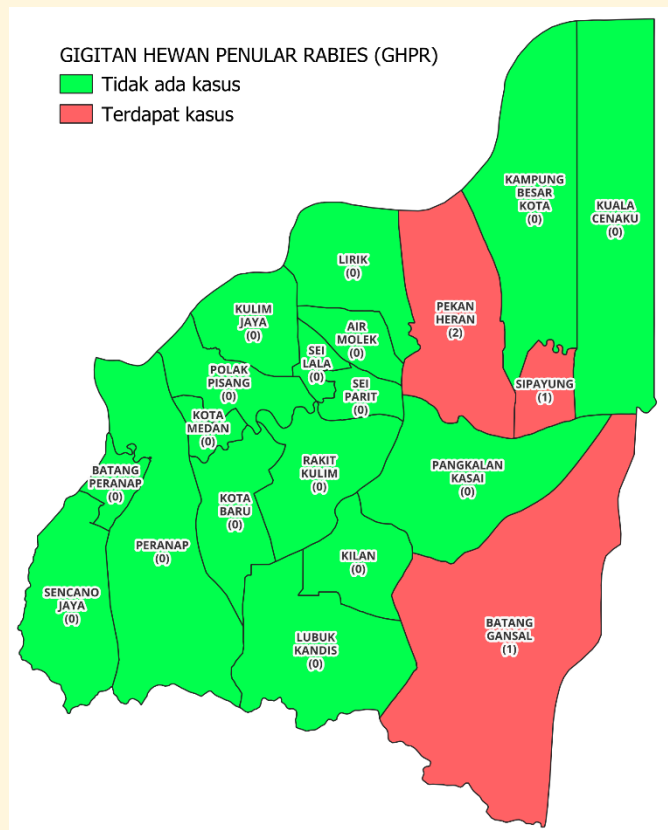 GIGITAN HEWAN PENULAR RABIES (GHPR)
Tidak ada kasus
Terdapat kasus
KAMPUNG
BESAR
KOTA
(0)
KUALA
CENAKU
(0)
LIRIK
(0)
PEKAN
HERAN
(2)
KULIM
JAYA
(0)
AIR
MOLEK
(0)
SEI
LALA
(0)
POLAK
PISANG
(0)
SEI
PARIT
(0)
SIPAYUNG
(1)
KOTA
MEDAN
(0)
BATANG
PERANAP
(0)
RAKIT
KULIM
(0)
PANGKALAN
KASAI
(0)
KOTA
BARU
(0)
PERANAP
(0)
KILAN
(0)
SENCANO
JAYA
(0)
LUBUK
KANDIS
(0)
BATANG
GANSAL
(1)